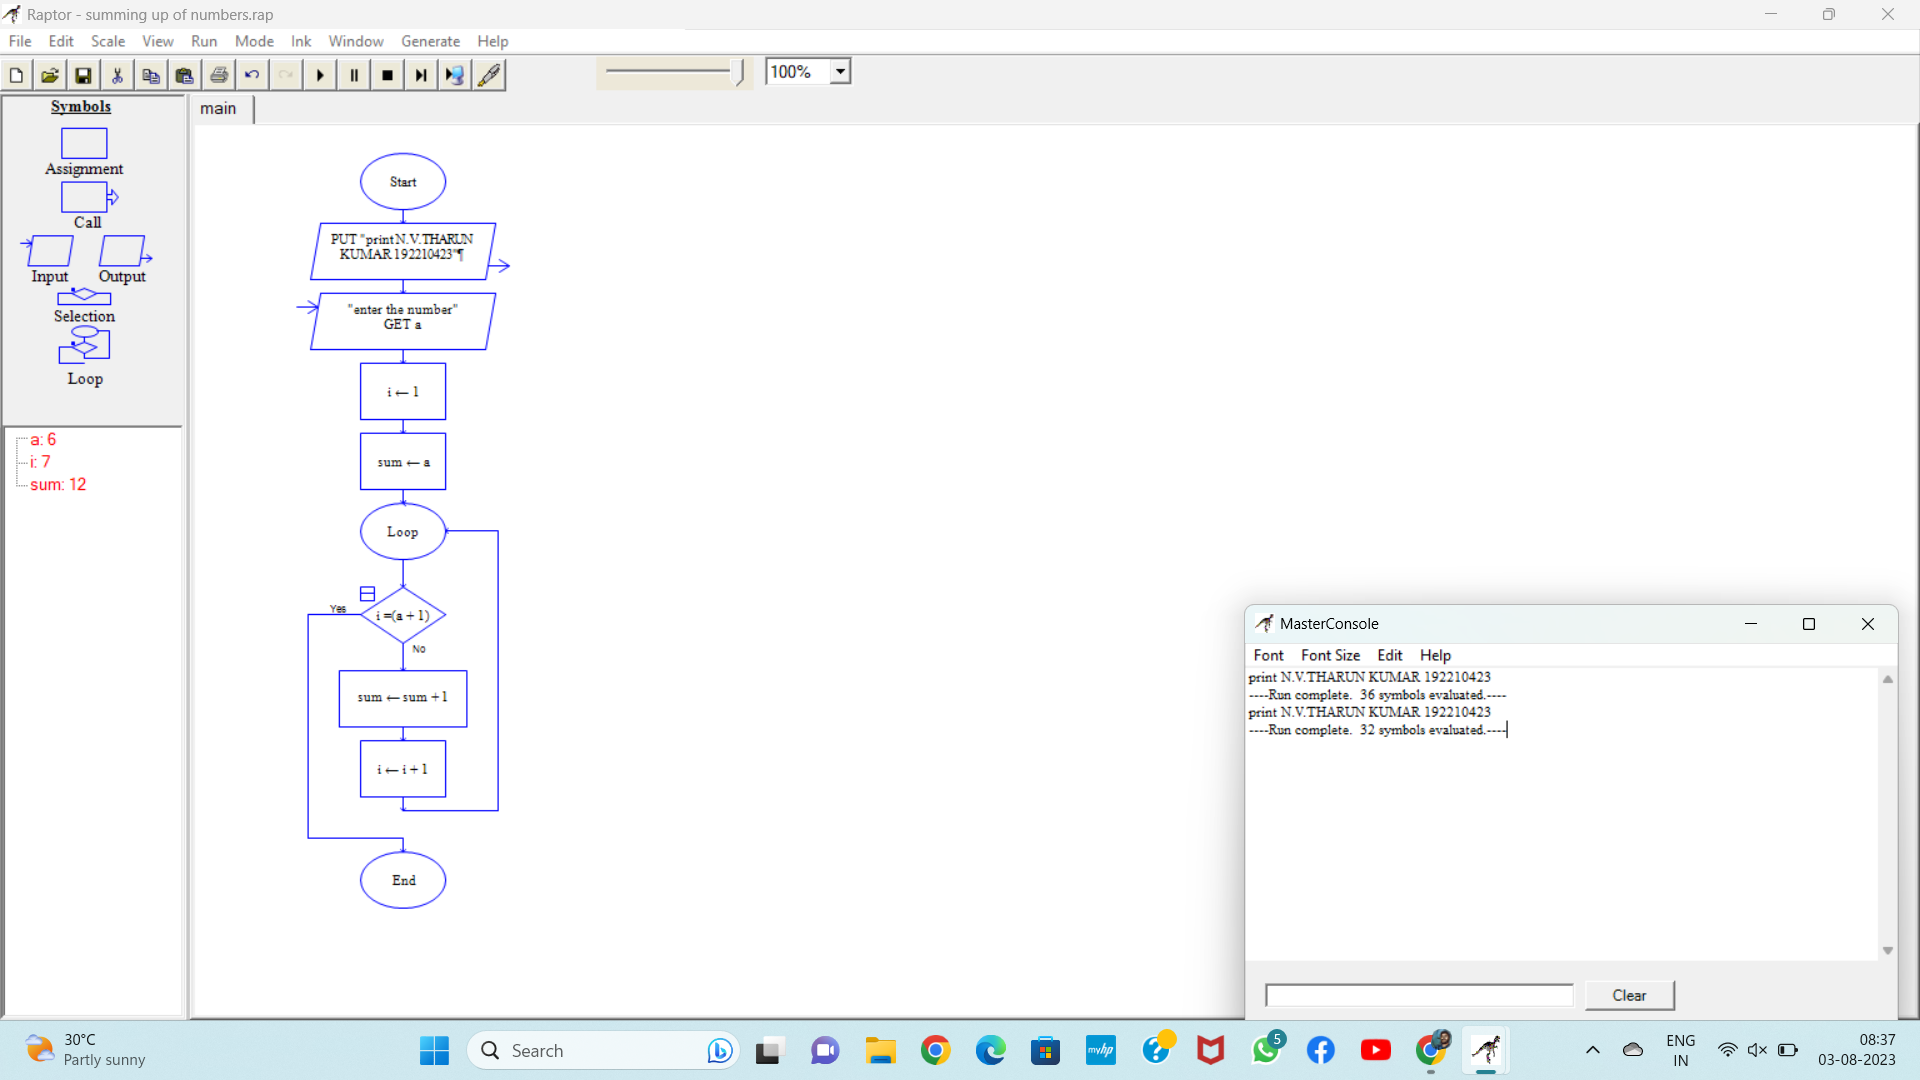 Raptor - summing up of numbers.rap
File Edit Scale View Run Mode Ink Window Generate Help
100%
Symbols
Assignment
Call
Input Output
Selection
Loop
a: 6
i: 7
sum: 12
main
Start
PUT "print N.V.THARUN
KUMAR 192210423"¶
"enter the number"
GET a
i ← 1
sum ← a
Loop
Yes
i =(a + 1)
No
sum ← sum +1
i ← i + 1
End
MasterConsole
Font Font Size Edit Help
print N.V.THARUN KUMAR 192210423
----Run complete. 36 symbols evaluated.----
print N.V.THARUN KUMAR 192210423
----Run complete. 32 symbols evaluated.----
Clear
30°C
Partly sunny
Search
myhp
5
ENG
IN
08:37
03-08-2023